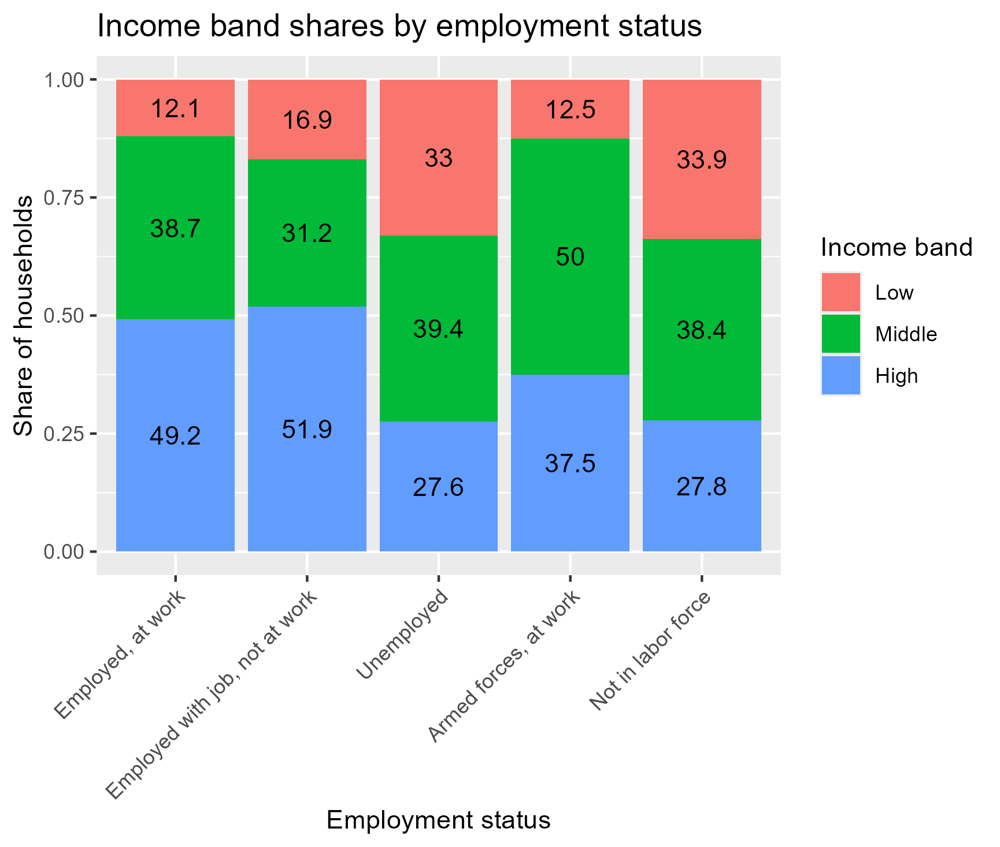 Income band shares by employment status
Share of households
1.00
0.75
0.50
0.25
0.00
12.1
38.7
49.2
16.9
31.2
51.9
33
39.4
27.6
12.5
50
37.5
33.9
38.4
27.8
Employed, at work
Employed with job, not at work
Unemployed
Armed forces, at work
Not in labor force
Employment status
Income band
Low
Middle
High